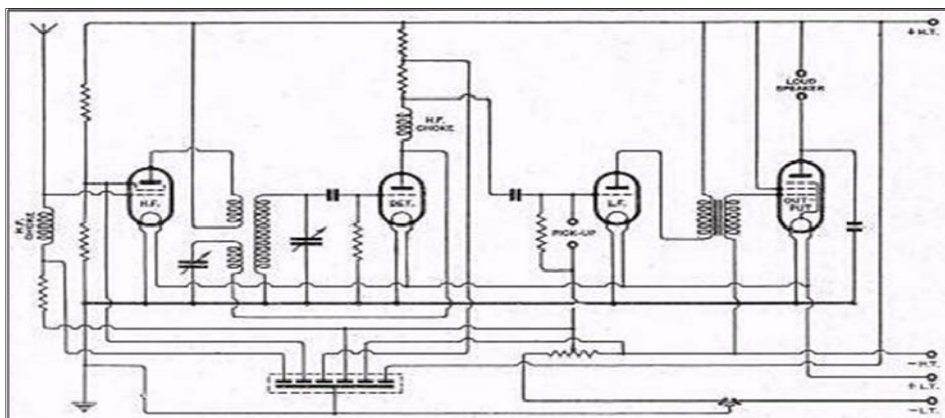 + H.T.
LOUD
SPEAKER
H.F.
CHOKE
H.F.
DET.
L.F.
OUT-
PUT
H.F.
CHOKE
PICK-UP
– H.T.
+ L.T.
– L.T.